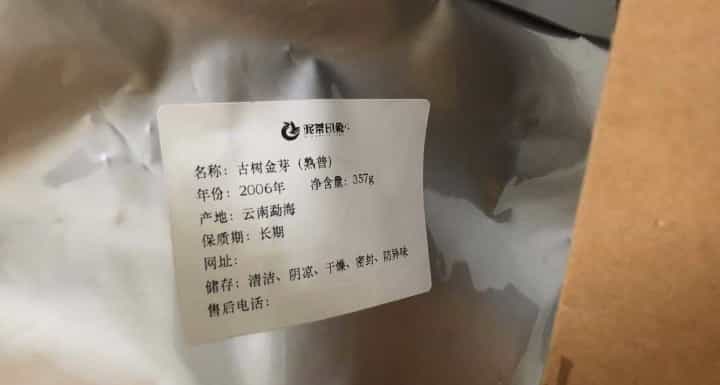 名称：古树金芽（熟普）
年份：2006年　净含量：357g
产地：云南勐海
保质期：长期
网址：
储存：清洁、阴凉、干燥、密封、防异味
售后电话：